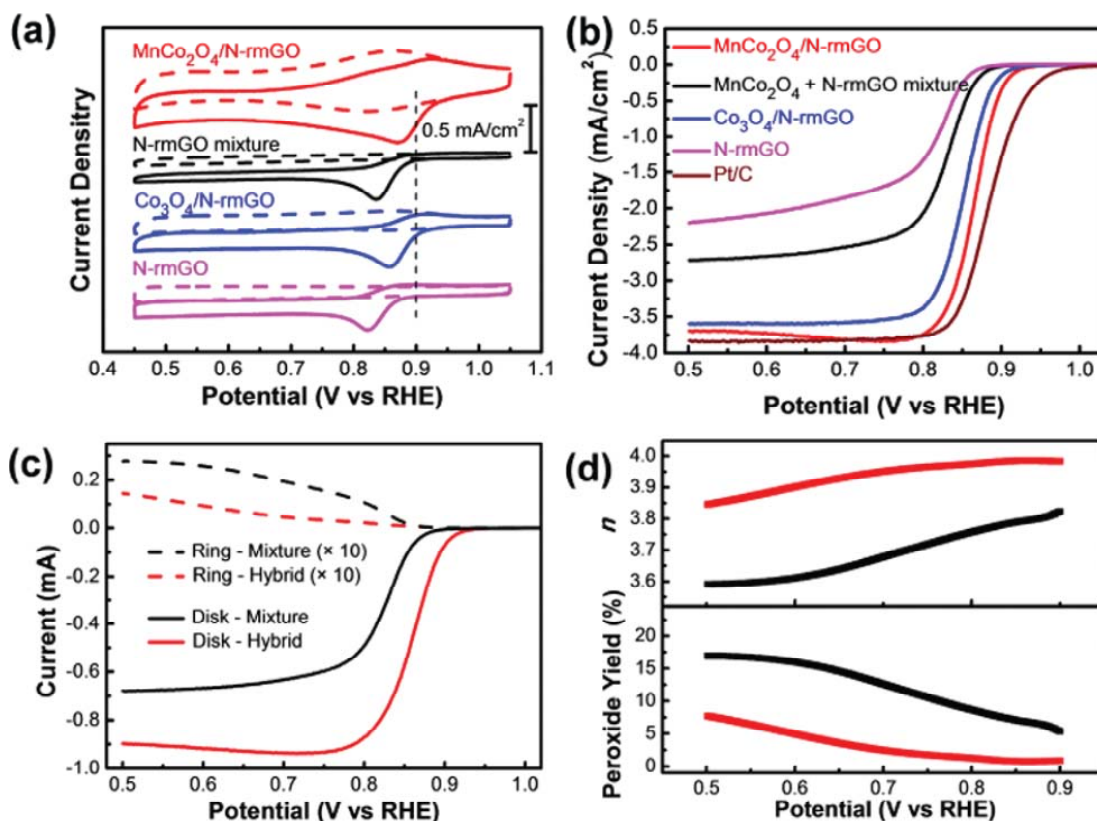 (a)
MnCo₂O₄/N-rmGO
N-rmGO mixture
Co₃O₄/N-rmGO
N-rmGO
0.5 mA/cm²
Current Density
0.5 0.6 0.7 0.8 0.9 1.0 1.1
Potential (V vs RHE)
(b)
0.5
0.0
-0.5
-1.0
-1.5
-2.0
-2.5
-3.0
-3.5
-4.0
Current Density (mA/cm²)
MnCo₂O₄/N-rmGO
MnCo₂O₄ + N-rmGO mixture
Co₃O₄/N-rmGO
N-rmGO
Pt/C
0.5 0.6 0.7 0.8 0.9 1.0
Potential (V vs RHE)
(c)
0.2
0.0
-0.2
-0.4
-0.6
-0.8
-1.0
Current (mA)
Ring - Mixture (× 10)
Ring - Hybrid (× 10)
Disk - Mixture
Disk - Hybrid
0.5 0.6 0.7 0.8 0.9 1.0
Potential (V vs RHE)
(d)
4.0
3.9
3.8
3.7
3.6
n
20
15
10
5
0
Peroxide Yield (%)
0.5 0.6 0.7 0.8 0.9
Potential (V vs RHE)